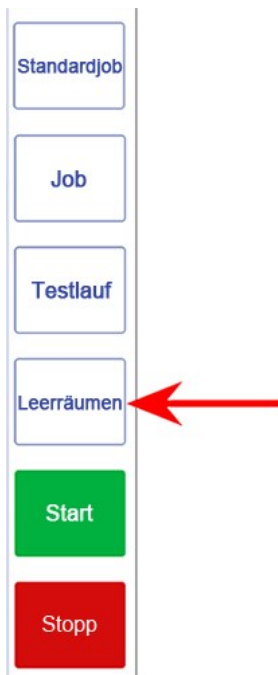 Standardjob
Job
Testlauf
Leerräumen
Start
Stopp